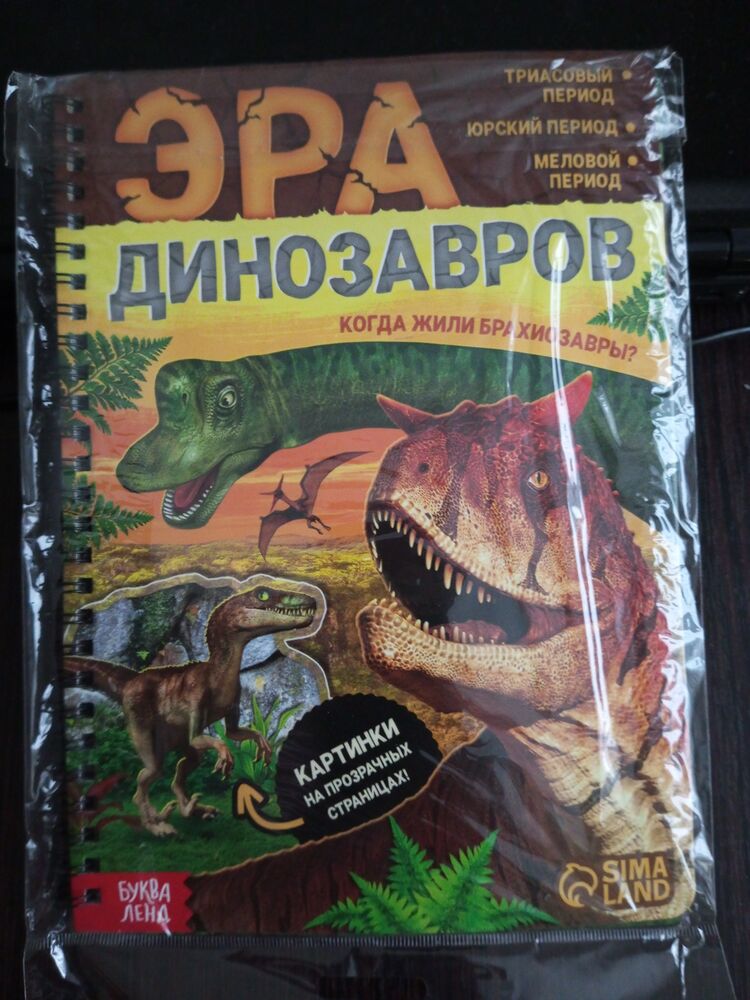 ЭРА
ТРИАСОВЫЙ
ПЕРИОД
ЮРСКИЙ ПЕРИОД
МЕЛОВОЙ
ПЕРИОД
ДИНОЗАВРОВ
КОГДА ЖИЛИ БРАХИОЗАВРЫ?
КАРТИНКИ
НА ПРОЗРАЧНЫХ
СТРАНИЦАХ!
БУКВА
ЛЕНД
SIMA
LAND